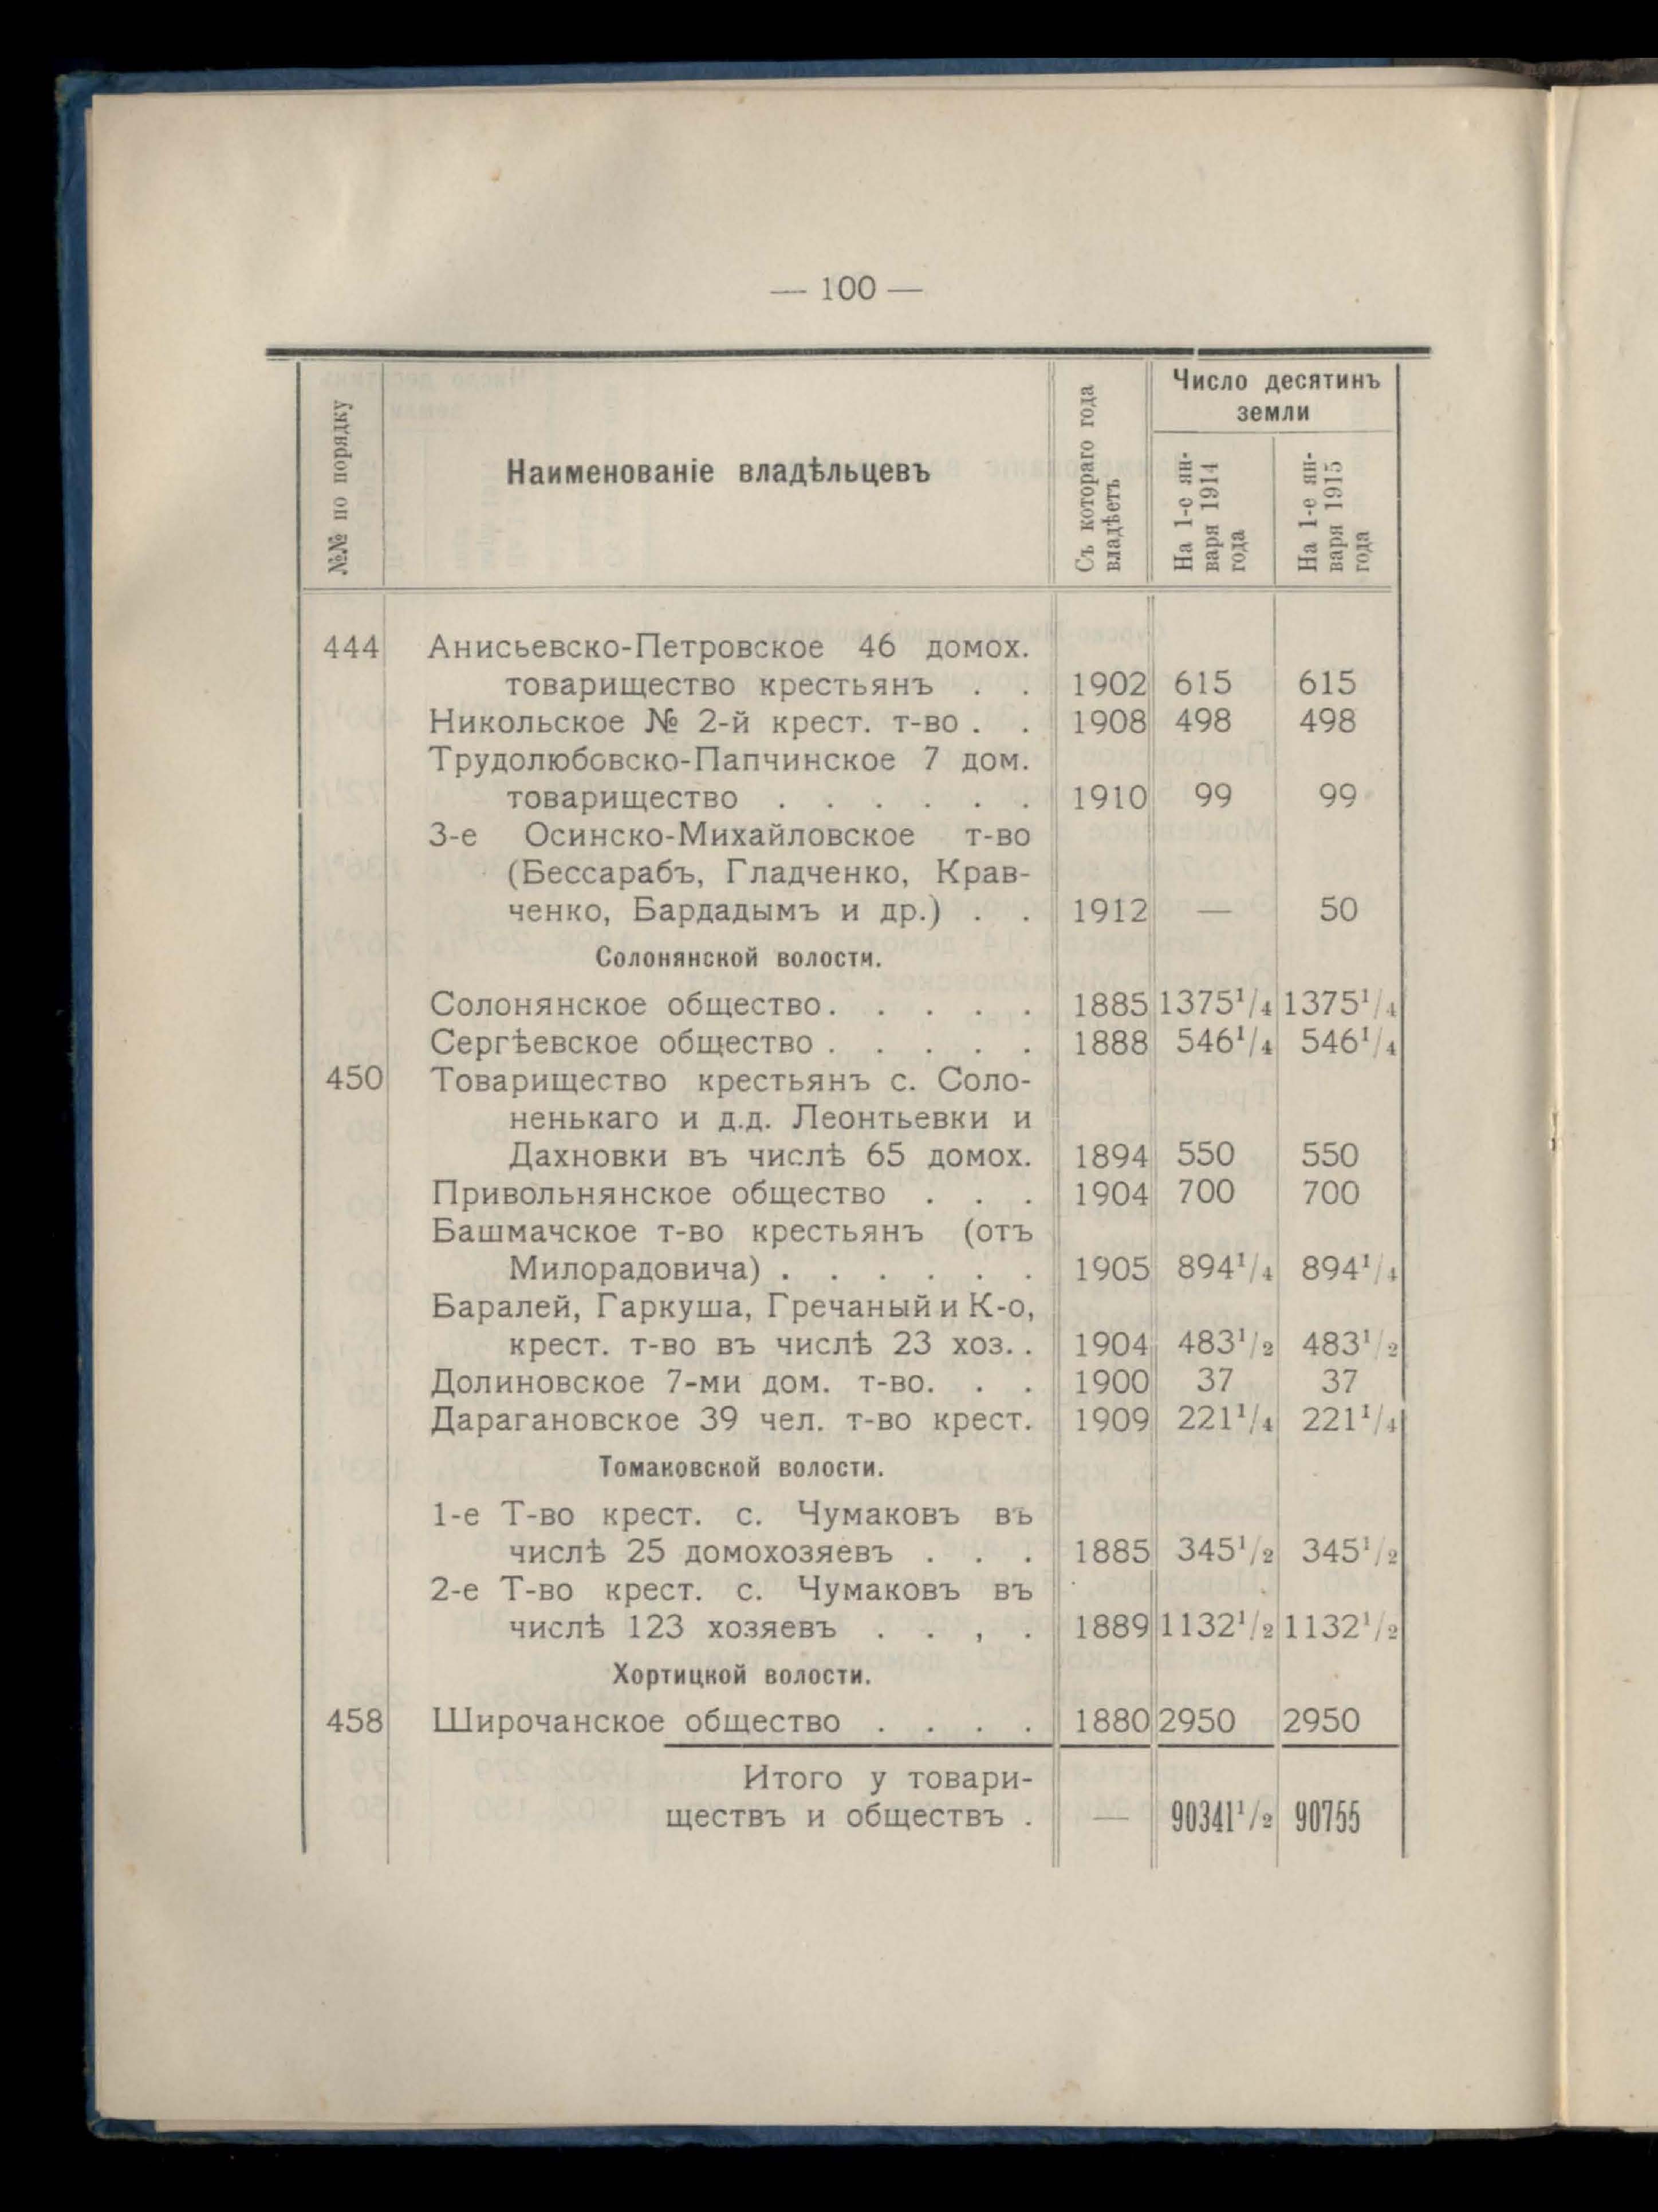 — 100 —
№№ по порядку
Наименованіе владѣльцевъ
Съ котораго года
владѣетъ
Число десятинъ
земли
На 1-е ян-
варя 1914
года
На 1-е ян-
варя 1915
года
444 Анисьевско-Петровское 46 домох.
товарищество крестьянъ . . 1902 615 615
Никольское № 2-й крест. т-во . . 1908 498 498
Трудолюбовско-Папчинское 7 дом.
товарищество . . . . . . 1910 99 99
3-е Осинско-Михайловское т-во
(Бессарабъ, Гладченко, Крав-
ченко, Бардадымъ и др.) . . 1912 — 50
Солонянской волости.
Солонянское общество. . . . . 1885 1375¹/₄ 1375¹/₄
Сергѣевское общество . . . . . 1888 546¹/₄ 546¹/₄
450 Товарищество крестьянъ с. Соло-
ненькаго и д.д. Леонтьевки и
Дахновки въ числѣ 65 домох. 1894 550 550
Привольнянское общество . . . 1904 700 700
Башмачское т-во крестьянъ (отъ
Милорадовича) . . . . . . 1905 894¹/₄ 894¹/₄
Баралей, Гаркуша, Гречаный и К-о,
крест. т-во въ числѣ 23 хоз. . 1904 483¹/₂ 483¹/₂
Долиновское 7-ми дом. т-во. . . 1900 37 37
Дарагановское 39 чел. т-во крест. 1909 221¹/₄ 221¹/₄
Томаковской волости.
1-е Т-во крест. с. Чумаковъ въ
числѣ 25 домохозяевъ . . . 1885 345¹/₂ 345¹/₂
2-е Т-во крест. с. Чумаковъ въ
числѣ 123 хозяевъ . . , . 1889 1132¹/₂ 1132¹/₂
Хортицкой волости.
458 Широчанское общество . . . . 1880 2950 2950
Итого у товари-
ществъ и обществъ . — 90341¹/₂ 90755